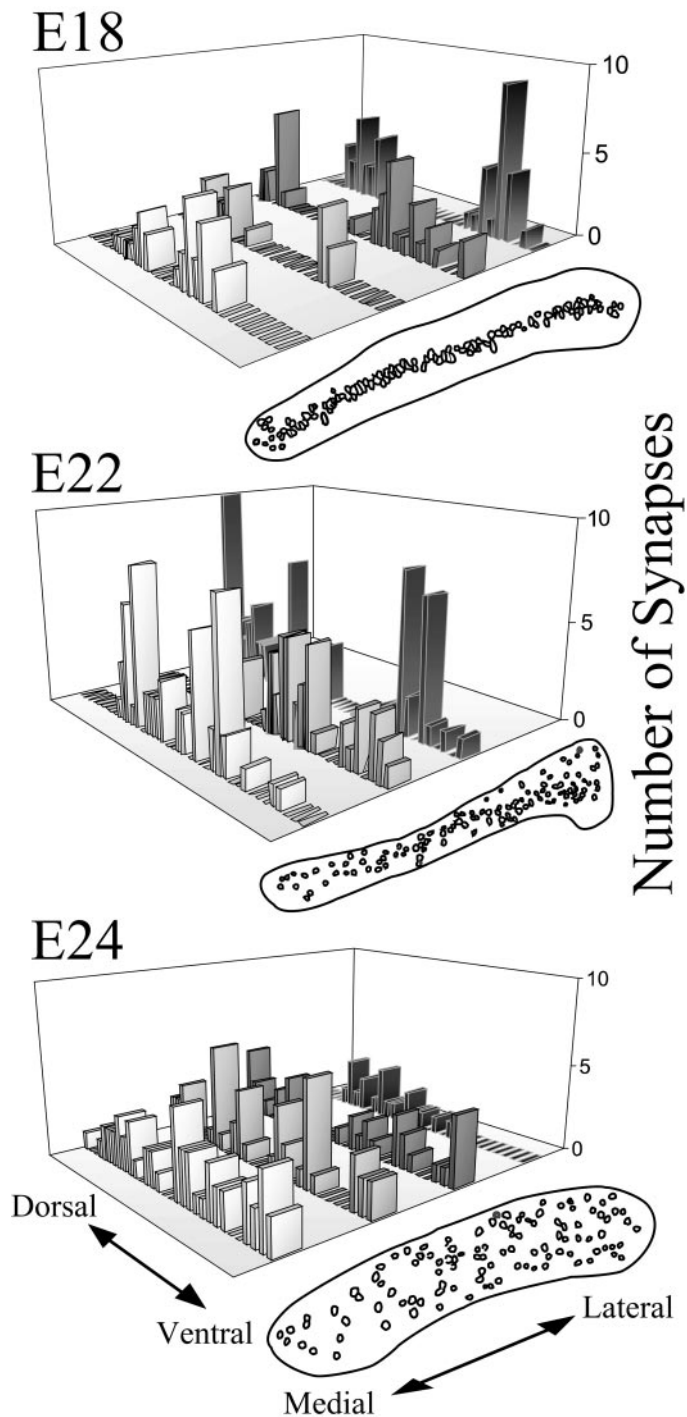 E18
10
5
0
E22
10
5
0
Number of Synapses
E24
10
5
0
Dorsal
Ventral
Lateral
Medial